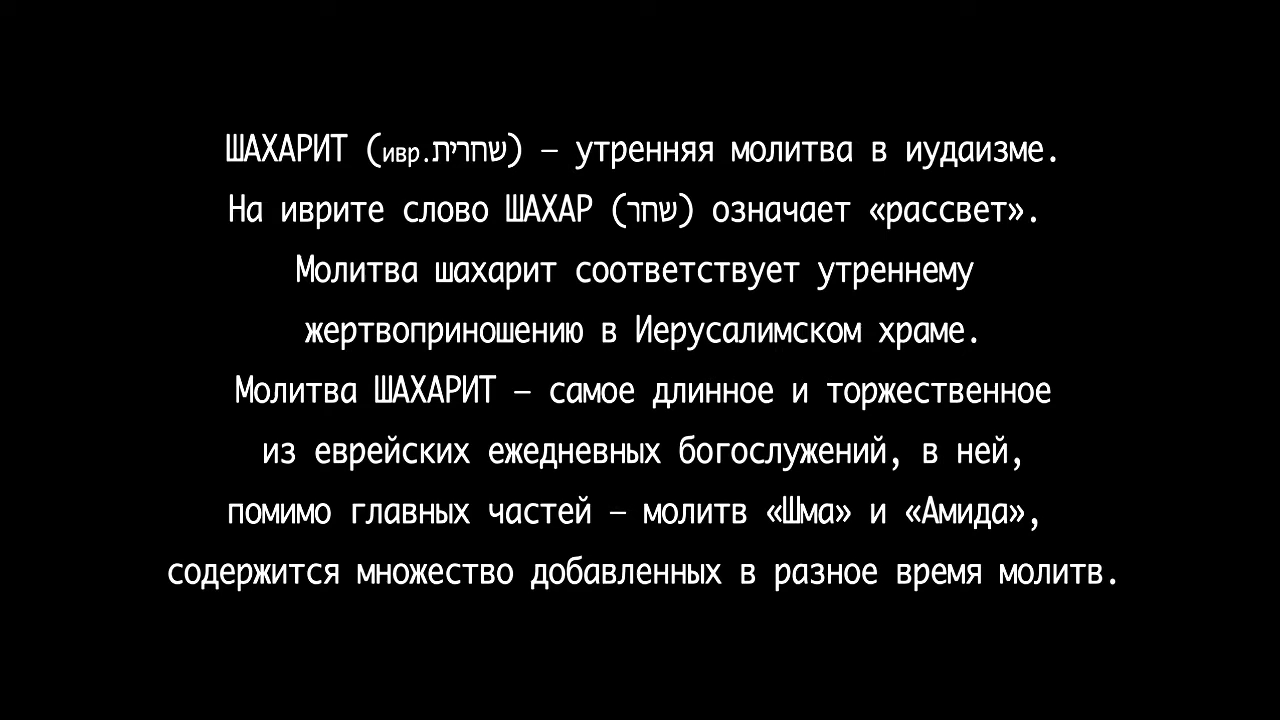 ШАХАРИТ (ивр.שחרית) – утренняя молитва в иудаизме.
На иврите слово ШАХАР (שחר) означает «рассвет».
Молитва шахарит соответствует утреннему
жертвоприношению в Иерусалимском храме.
Молитва ШАХАРИТ – самое длинное и торжественное
из еврейских ежедневных богослужений, в ней,
помимо главных частей – молитв «Шма» и «Амида»,
содержится множество добавленных в разное время молитв.